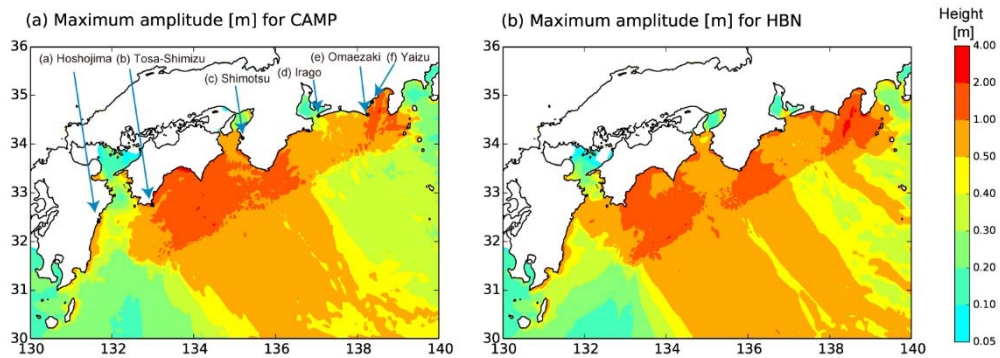 (a) Maximum amplitude [m] for CAMP
(b) Maximum amplitude [m] for HBN
Height
[m]
(a) Hoshojima (b) Tosa-Shimizu
(c) Shimotsu
(d) Irago
(e) Omaezaki (f) Yaizu
36
35
34
33
32
31
30
130 132 134 136 138 140
36
35
34
33
32
31
30
130 132 134 136 138 140
4.00
2.00
1.00
0.50
0.30
0.20
0.10
0.05